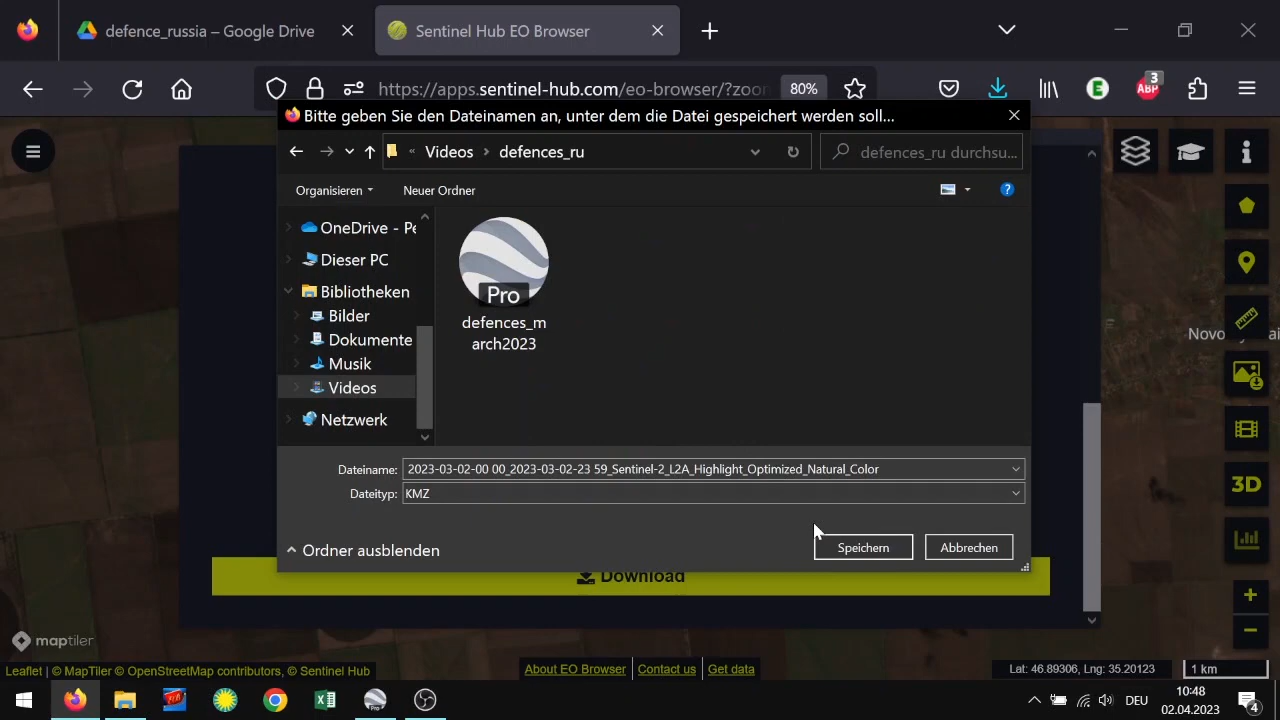 defence_russia – Google Drive
Sentinel Hub EO Browser
https://apps.sentinel-hub.com/eo-browser/?zoom
80%
3
ABP
E
Bitte geben Sie den Dateinamen an, unter dem die Datei gespeichert werden soll...
« Videos › defences_ru
defences_ru durchsu...
Organisieren
Neuer Ordner
OneDrive - Pe
Dieser PC
Bibliotheken
Bilder
Dokumente
Musik
Videos
Netzwerk
Pro
defences_m
arch2023
Dateiname: 2023-03-02-00 00_2023-03-02-23 59_Sentinel-2_L2A_Highlight_Optimized_Natural_Color
Dateityp: KMZ
Ordner ausblenden
Speichern
Abbrechen
Download
3D
maptiler
Leaflet | © MapTiler © OpenStreetMap contributors, © Sentinel Hub
About EO Browser
Contact us
Get data
Lat: 46.89306, Lng: 35.20123
1 km
DEU
10:48
02.04.2023
4